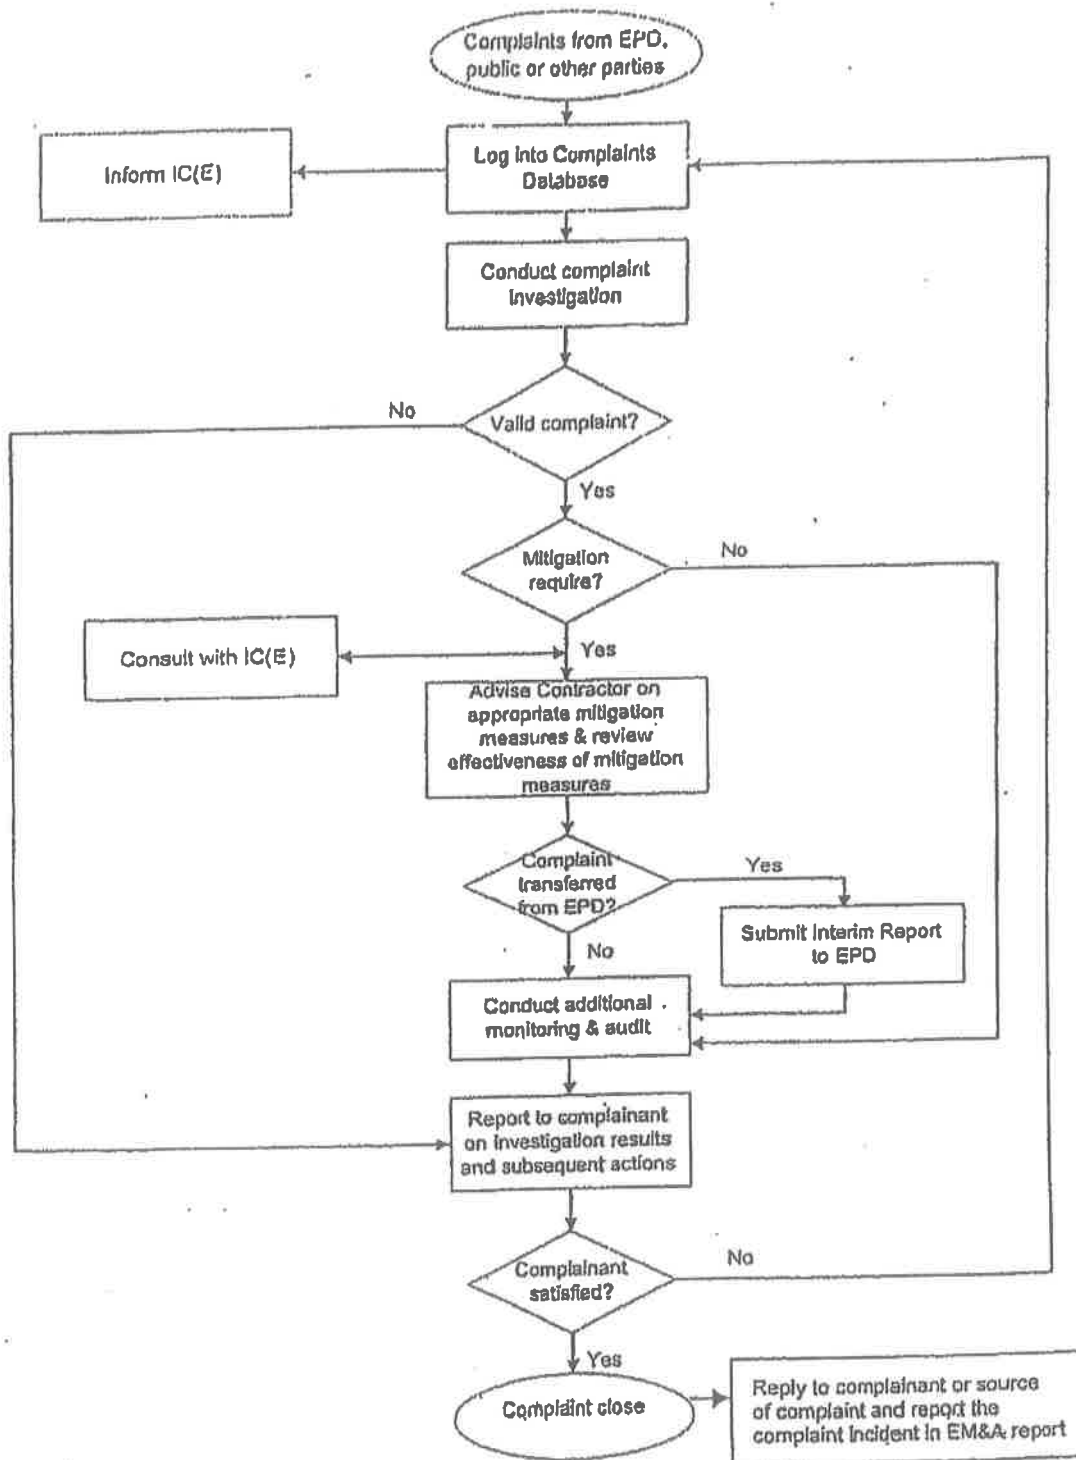 Complaints from EPD,
public or other parties
Inform IC(E)
Log into Complaints
Database
Conduct complaint
investigation
No
Valid complaint?
Yes
Mitigation
require?
No
Consult with IC(E)
Yes
Advise Contractor on
appropriate mitigation
measures & review
effectiveness of mitigation
measures
Complaint
transferred
from EPD?
Yes
Submit Interim Report
to EPD
No
Conduct additional
monitoring & audit
Report to complainant
on investigation results
and subsequent actions
Complainant
satisfied?
No
Yes
Complaint close
Reply to complainant or source
of complaint and report the
complaint incident in EM&A report